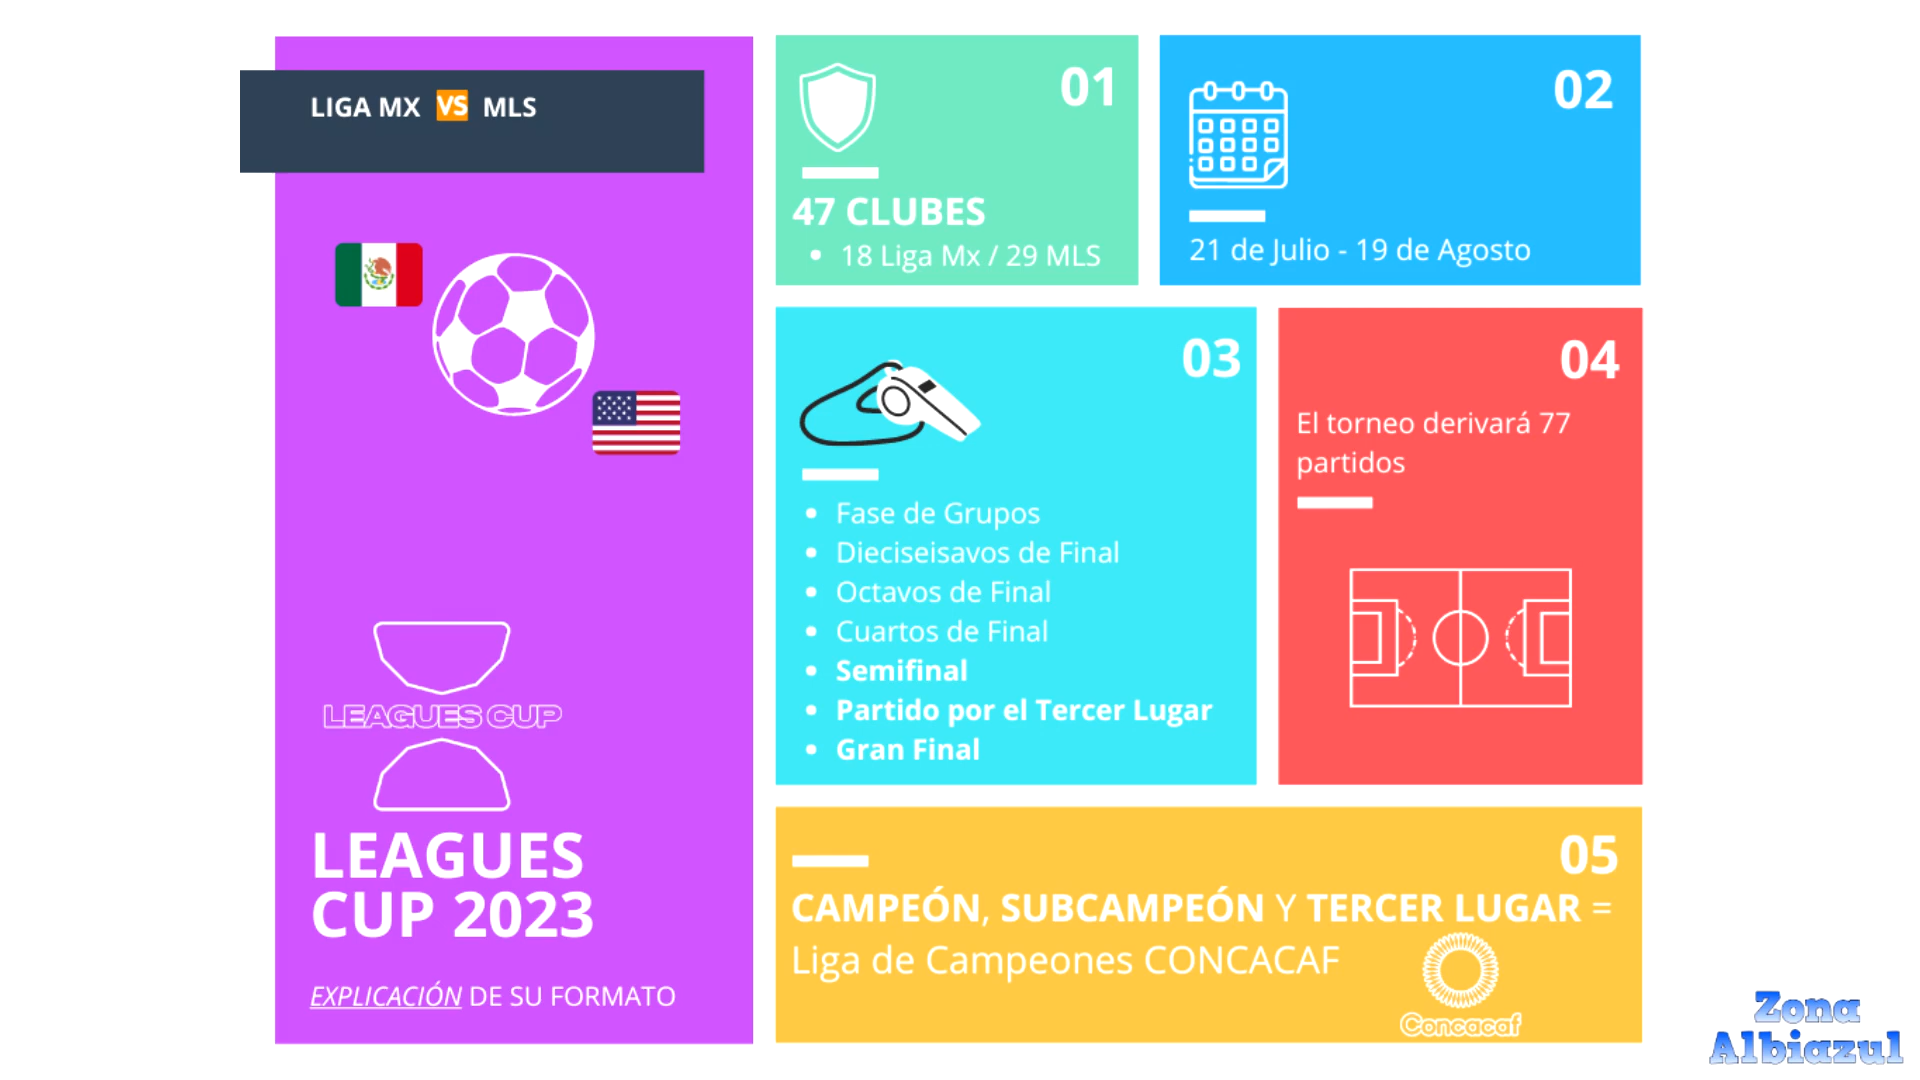 LIGA MX VS MLS
LEAGUES CUP
LEAGUES
CUP 2023
EXPLICACIÓN DE SU FORMATO
01
47 CLUBES
18 Liga Mx / 29 MLS
02
21 de Julio - 19 de Agosto
03
Fase de Grupos
Dieciseisavos de Final
Octavos de Final
Cuartos de Final
Semifinal
Partido por el Tercer Lugar
Gran Final
04
El torneo derivará 77
partidos
05
CAMPEÓN, SUBCAMPEÓN Y TERCER LUGAR =
Liga de Campeones CONCACAF
Concacaf
Zona
Albiazul